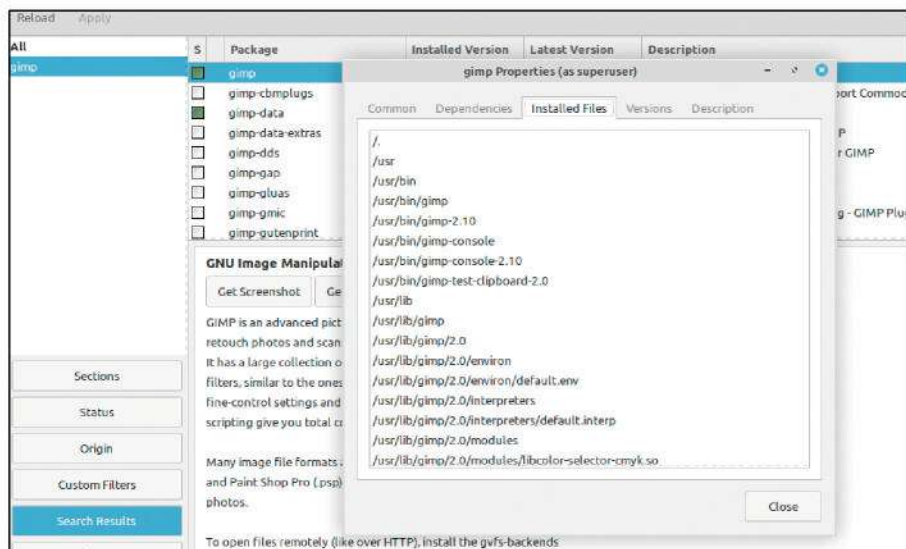 Reload Apply
All
gimp
S Package Installed Version Latest Version Description
gimp
gimp-cbmplugs
gimp-data
gimp-data-extras
gimp-dds
gimp-gap
gimp-gluas
gimp-gmic
gimp-gutenprint
port Commod
P
r GIMP
g - GIMP Plug
gimp Properties (as superuser)
Common Dependencies Installed Files Versions Description
/.
/usr
/usr/bin
/usr/bin/gimp
/usr/bin/gimp-2.10
/usr/bin/gimp-console
/usr/bin/gimp-console-2.10
/usr/bin/gimp-test-clipboard-2.0
/usr/lib
/usr/lib/gimp
/usr/lib/gimp/2.0
/usr/lib/gimp/2.0/environ
/usr/lib/gimp/2.0/environ/default.env
/usr/lib/gimp/2.0/interpreters
/usr/lib/gimp/2.0/interpreters/default.interp
/usr/lib/gimp/2.0/modules
/usr/lib/gimp/2.0/modules/libcolor-selector-cmyk.so
Close
GNU Image Manipulat
Get Screenshot Ge
GIMP is an advanced pict
retouch photos and scan
It has a large collection o
filters, similar to the ones
fine-control settings and
scripting give you total c
Many image file formats a
and Paint Shop Pro (.psp)
photos.
To open files remotely (like over HTTP), install the gvfs-backends
Sections
Status
Origin
Custom Filters
Search Results